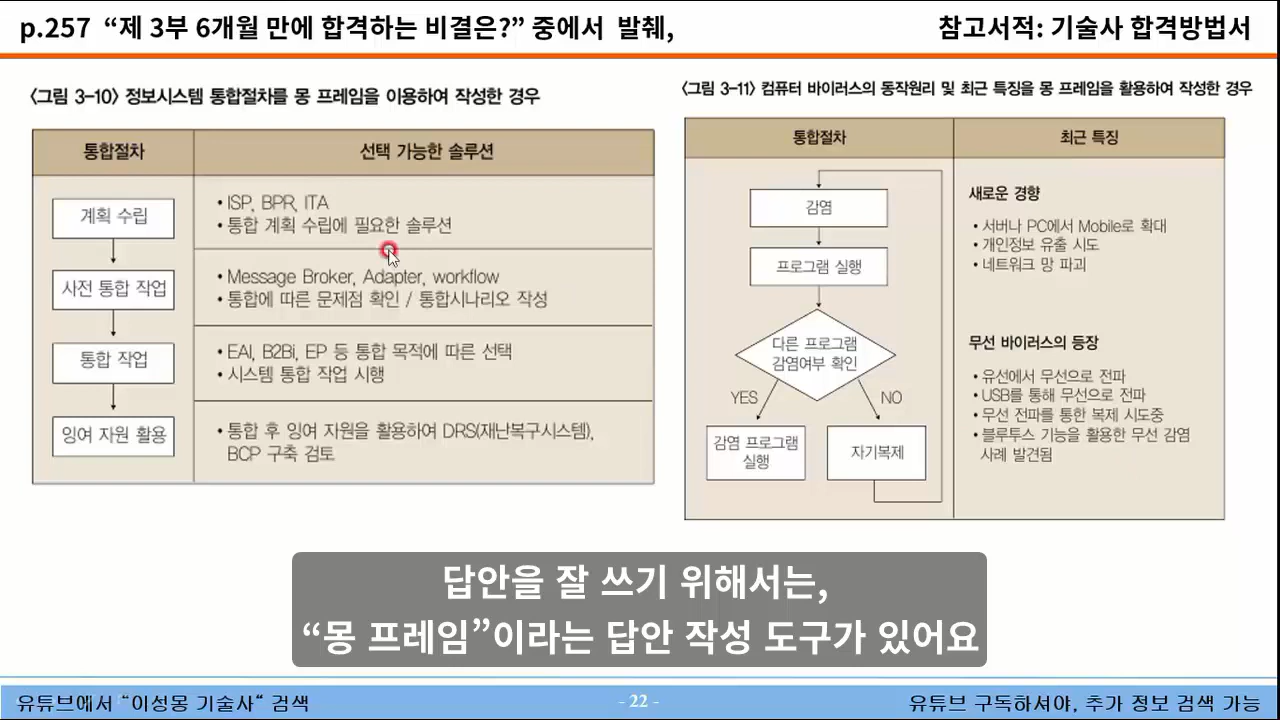 p.257 “제 3부 6개월 만에 합격하는 비결은?” 중에서 발췌,
참고서적: 기술사 합격방법서
<그림 3-10> 정보시스템 통합절차를 몽 프레임을 이용하여 작성한 경우
통합절차
선택 가능한 솔루션
계획 수립
• ISP, BPR, ITA
• 통합 계획 수립에 필요한 솔루션
사전 통합 작업
• Message Broker, Adapter, workflow
• 통합에 따른 문제점 확인 / 통합시나리오 작성
통합 작업
• EAI, B2Bi, EP 등 통합 목적에 따른 선택
• 시스템 통합 작업 시행
잉여 자원 활용
• 통합 후 잉여 자원을 활용하여 DRS(재난복구시스템),
BCP 구축 검토
<그림 3-11> 컴퓨터 바이러스의 동작원리 및 최근 특징을 몽 프레임을 활용하여 작성한 경우
통합절차
최근 특징
감염
프로그램 실행
다른 프로그램
감염여부 확인
YES
NO
감염 프로그램
실행
자기복제
새로운 경향
• 서버나 PC에서 Mobile로 확대
• 개인정보 유출 시도
• 네트워크 망 파괴
무선 바이러스의 등장
• 유선에서 무선으로 전파
• USB를 통해 무선으로 전파
• 무선 전파를 통한 복제 시도중
• 블루투스 기능을 활용한 무선 감염
사례 발견됨
답안을 잘 쓰기 위해서는,
“몽 프레임”이라는 답안 작성 도구가 있어요
유튜브에서 “이성몽 기술사“ 검색
- 22 -
유튜브 구독하셔야, 추가 정보 검색 가능